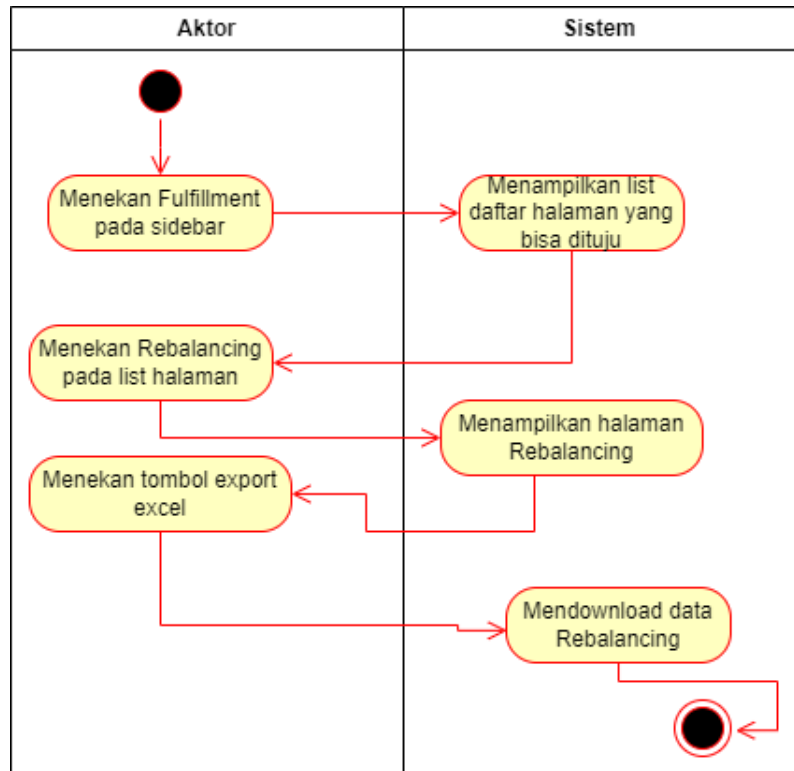 Aktor
Sistem
Menekan Fulfillment
pada sidebar
Menampilkan list
daftar halaman yang
bisa dituju
Menekan Rebalancing
pada list halaman
Menampilkan halaman
Rebalancing
Menekan tombol export
excel
Mendownload data
Rebalancing